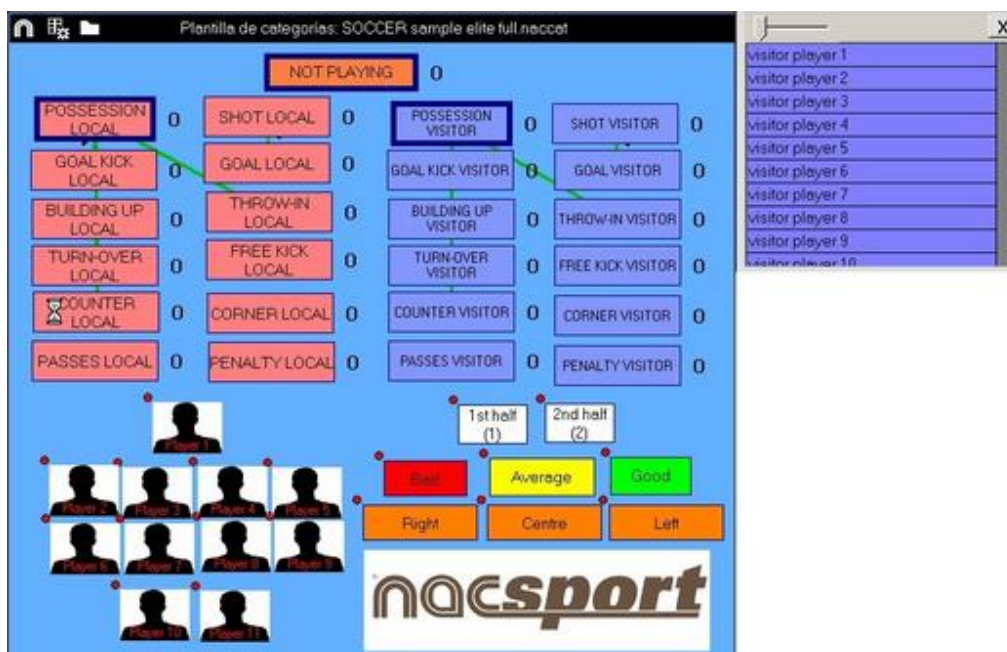 Plantilla de categorías: SOCCER sample elite full.naccat
X
NOT PLAYING 0
POSSESSION LOCAL 0
SHOT LOCAL 0
POSSESSION VISITOR 0
SHOT VISITOR 0
GOAL KICK LOCAL 0
GOAL LOCAL 0
GOAL KICK VISITOR 0
GOAL VISITOR 0
BUILDING UP LOCAL 0
THROW-IN LOCAL 0
BUILDING UP VISITOR 0
THROW-IN VISITOR 0
TURN-OVER LOCAL 0
FREE KICK LOCAL 0
TURN-OVER VISITOR 0
FREE KICK VISITOR 0
COUNTER LOCAL 0
CORNER LOCAL 0
COUNTER VISITOR 0
CORNER VISITOR 0
PASSES LOCAL 0
PENALTY LOCAL 0
PASSES VISITOR 0
PENALTY VISITOR 0
Player 1
Player 2
Player 3
Player 4
Player 5
Player 6
Player 7
Player 8
Player 9
Player 10
Player 11
1st half
(1)
2nd half
(2)
Bad
Average
Good
Right
Centre
Left
nacsport
visitor player 1
visitor player 2
visitor player 3
visitor player 4
visitor player 5
visitor player 6
visitor player 7
visitor player 8
visitor player 9
visitor player 10